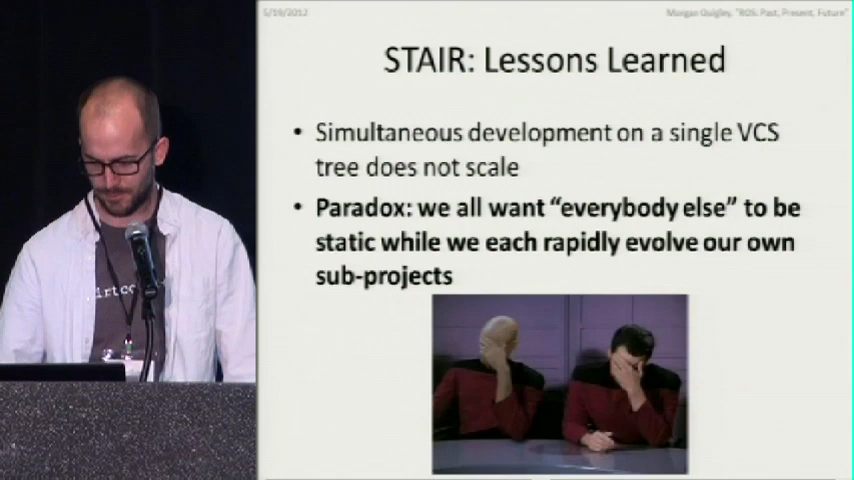 5/19/2012
Morgan Quigley, "ROS: Past, Present, Future"
STAIR: Lessons Learned
• Simultaneous development on a single VCS
tree does not scale
• Paradox: we all want “everybody else” to be
static while we each rapidly evolve our own
sub-projects